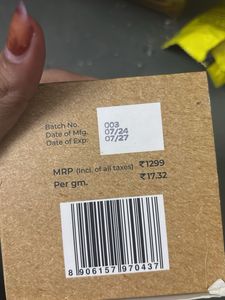 Batch No. 003
Date of Mfg. 07/24
Date of Exp. 07/27
MRP (Incl. of all taxes) ₹1299
Per gm. ₹17.32
8 906157 970437